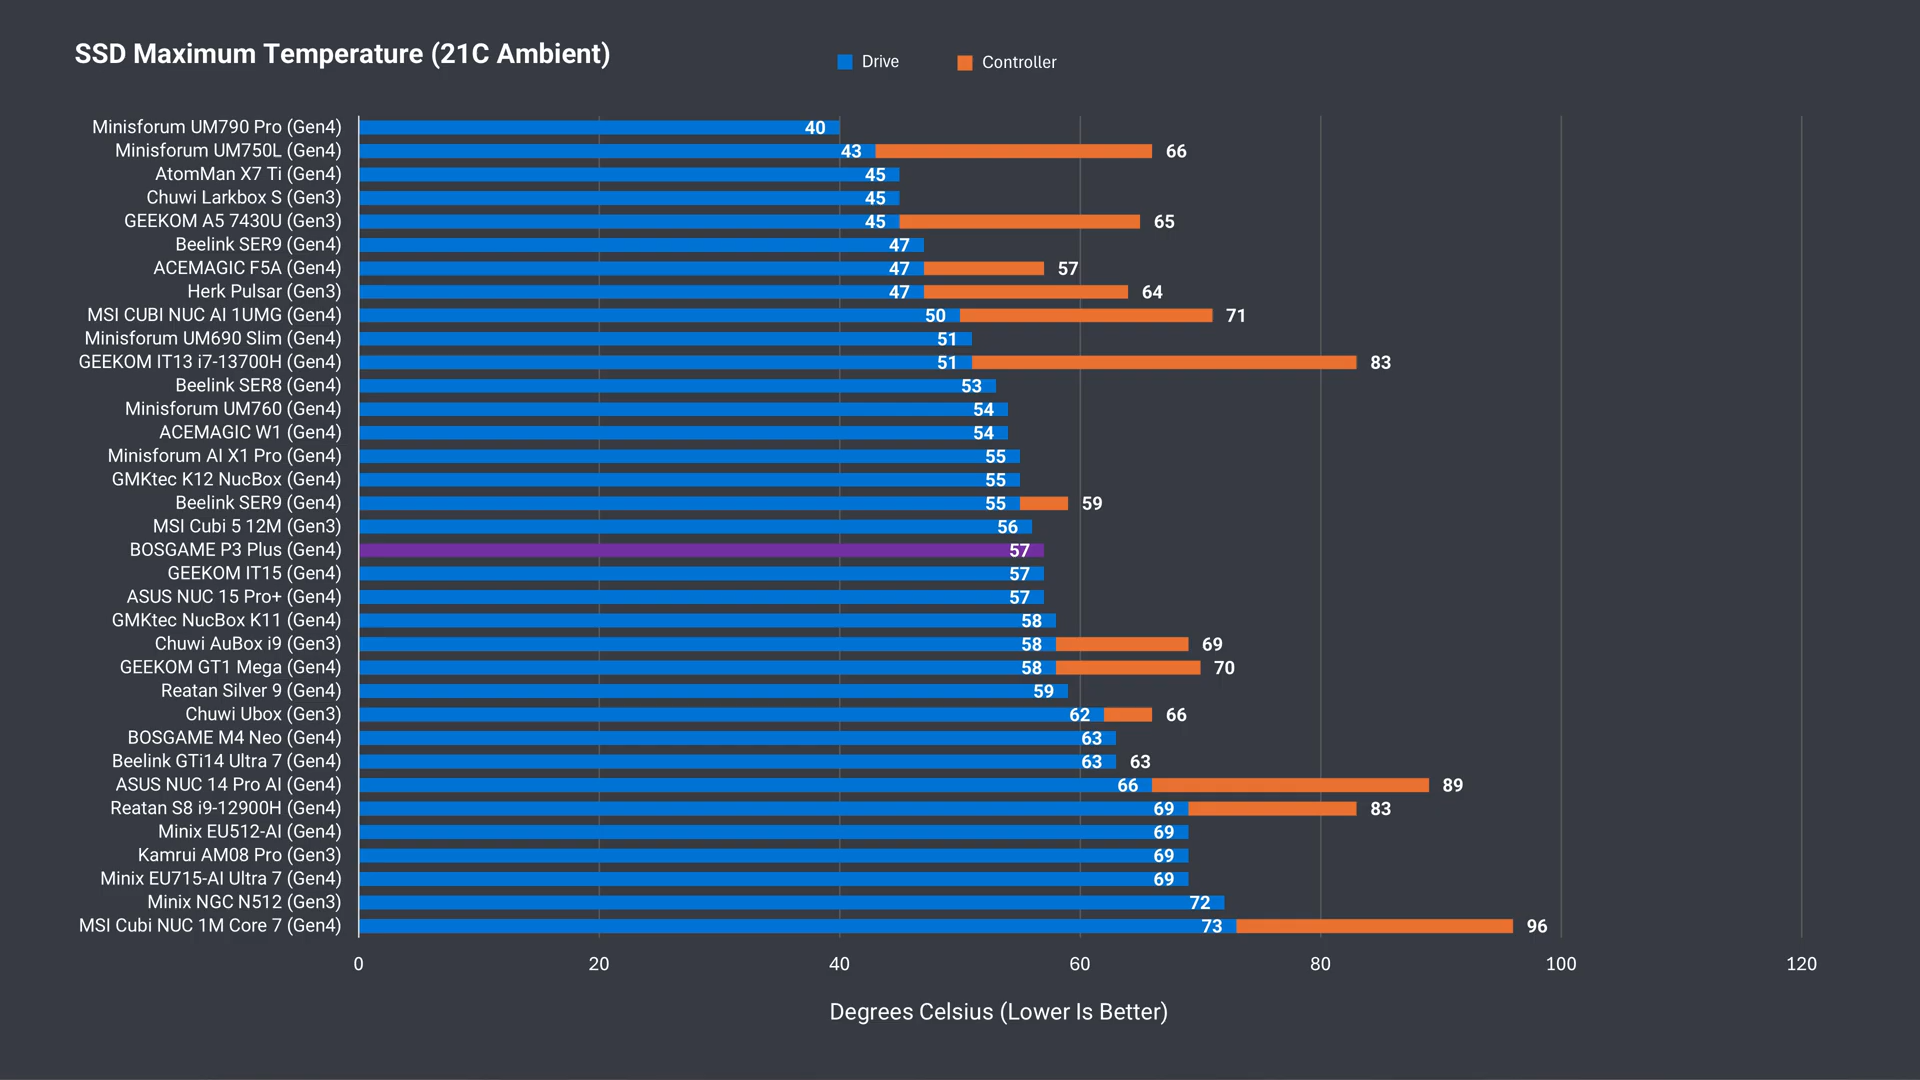 SSD Maximum Temperature (21C Ambient)
Drive
Controller
Minisforum UM790 Pro (Gen4) 40
Minisforum UM750L (Gen4) 43 66
AtomMan X7 Ti (Gen4) 45
Chuwi Larkbox S (Gen3) 45
GEEKOM A5 7430U (Gen3) 45 65
Beelink SER9 (Gen4) 47
ACEMAGIC F5A (Gen4) 47 57
Herk Pulsar (Gen3) 47 64
MSI CUBI NUC AI 1UMG (Gen4) 50 71
Minisforum UM690 Slim (Gen4) 51
GEEKOM IT13 i7-13700H (Gen4) 51 83
Beelink SER8 (Gen4) 53
Minisforum UM760 (Gen4) 54
ACEMAGIC W1 (Gen4) 54
Minisforum AI X1 Pro (Gen4) 55
GMKtec K12 NucBox (Gen4) 55
Beelink SER9 (Gen4) 55 59
MSI Cubi 5 12M (Gen3) 56
BOSGAME P3 Plus (Gen4) 57
GEEKOM IT15 (Gen4) 57
ASUS NUC 15 Pro+ (Gen4) 57
GMKtec NucBox K11 (Gen4) 58
Chuwi AuBox i9 (Gen3) 58 69
GEEKOM GT1 Mega (Gen4) 58 70
Reatan Silver 9 (Gen4) 59
Chuwi Ubox (Gen3) 62 66
BOSGAME M4 Neo (Gen4) 63
Beelink GTi14 Ultra 7 (Gen4) 63 63
ASUS NUC 14 Pro AI (Gen4) 66 89
Reatan S8 i9-12900H (Gen4) 69 83
Minix EU512-AI (Gen4) 69
Kamrui AM08 Pro (Gen3) 69
Minix EU715-AI Ultra 7 (Gen4) 69
Minix NGC N512 (Gen3) 72
MSI Cubi NUC 1M Core 7 (Gen4) 73 96
0 20 40 60 80 100 120
Degrees Celsius (Lower Is Better)